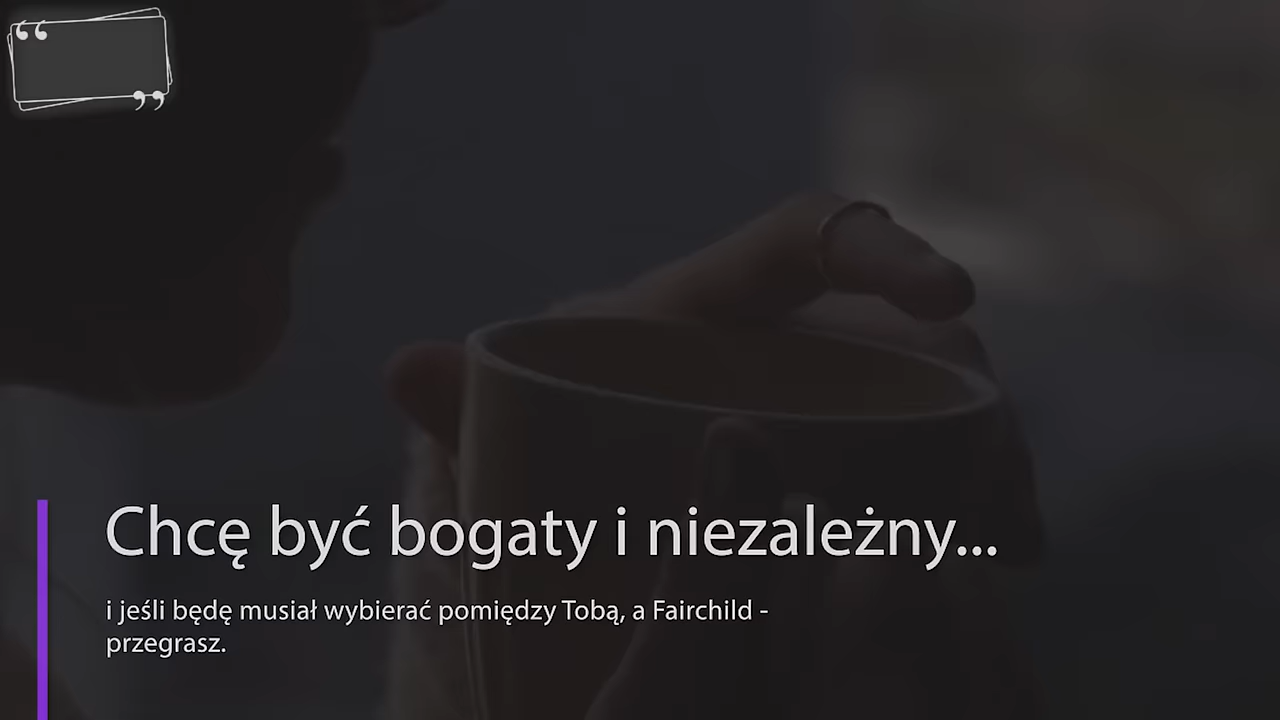 Chcę być bogaty i niezależny...
i jeśli będę musiał wybierać pomiędzy Tobą, a Fairchild -
przegrasz.